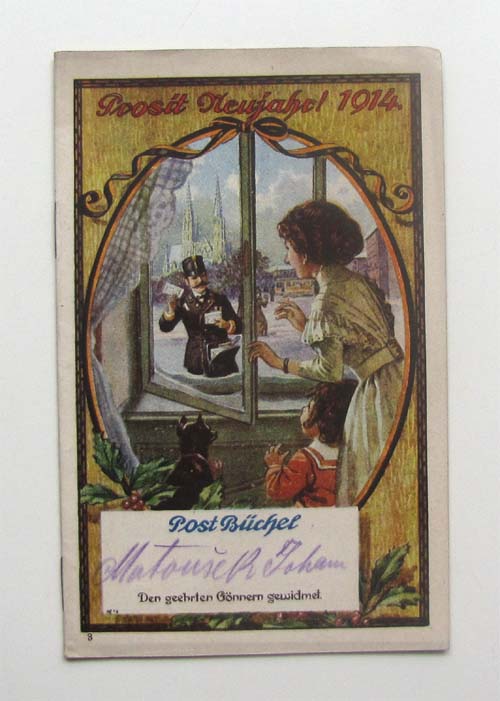 Prosit Neujahr! 1914.
Post Büchel
Matoušek Johann
Den geehrten Gönnern gewidmet.
3